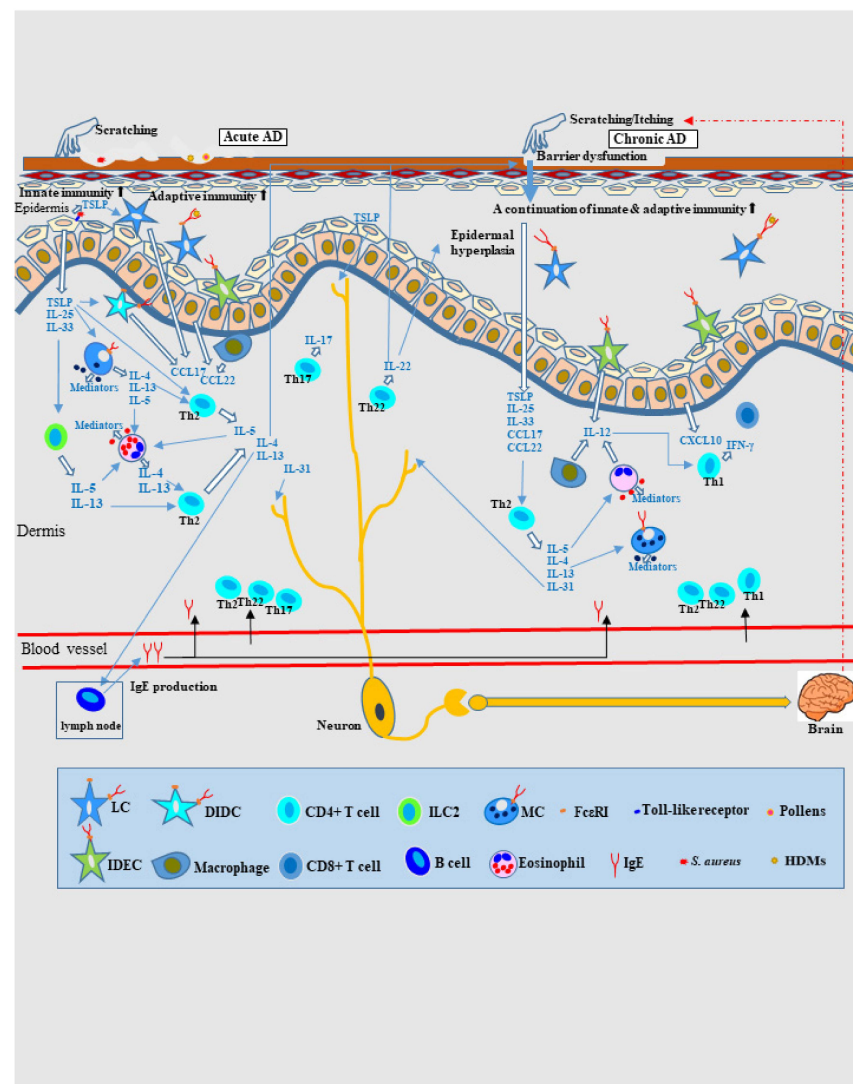 Scratching
Acute AD
Scratching/Itching
Chronic AD
Barrier dysfunction
Innate immunity ⬆
Adaptive immunity ⬆
Epidermis
TSLP
A continuation of innate & adaptive immunity ⬆
TSLP
Epidermal
hyperplasia
TSLP
IL-25
IL-33
CCL17
CCL22
Mediators
IL-4
IL-13
IL-5
Th2
IL-17
Th17
IL-22
Th22
Mediators
IL-5
IL-4
IL-13
IL-31
IL-4
IL-13
IL-5
IL-13
Th2
TSLP
IL-25
IL-33
CCL17
CCL22
IL-12
CXCL10
IFN-γ
Th1
Mediators
Th2
IL-5
IL-4
IL-13
IL-31
Mediators
Dermis
Th2
Th22
Th17
Th2
Th22
Th1
Blood vessel
IgE production
lymph node
Neuron
Brain
LC
DIDC
CD4+ T cell
ILC2
MC
FcεRI
Toll-like receptor
Pollens
IDEC
Macrophage
CD8+ T cell
B cell
Eosinophil
IgE
S. aureus
HDMs